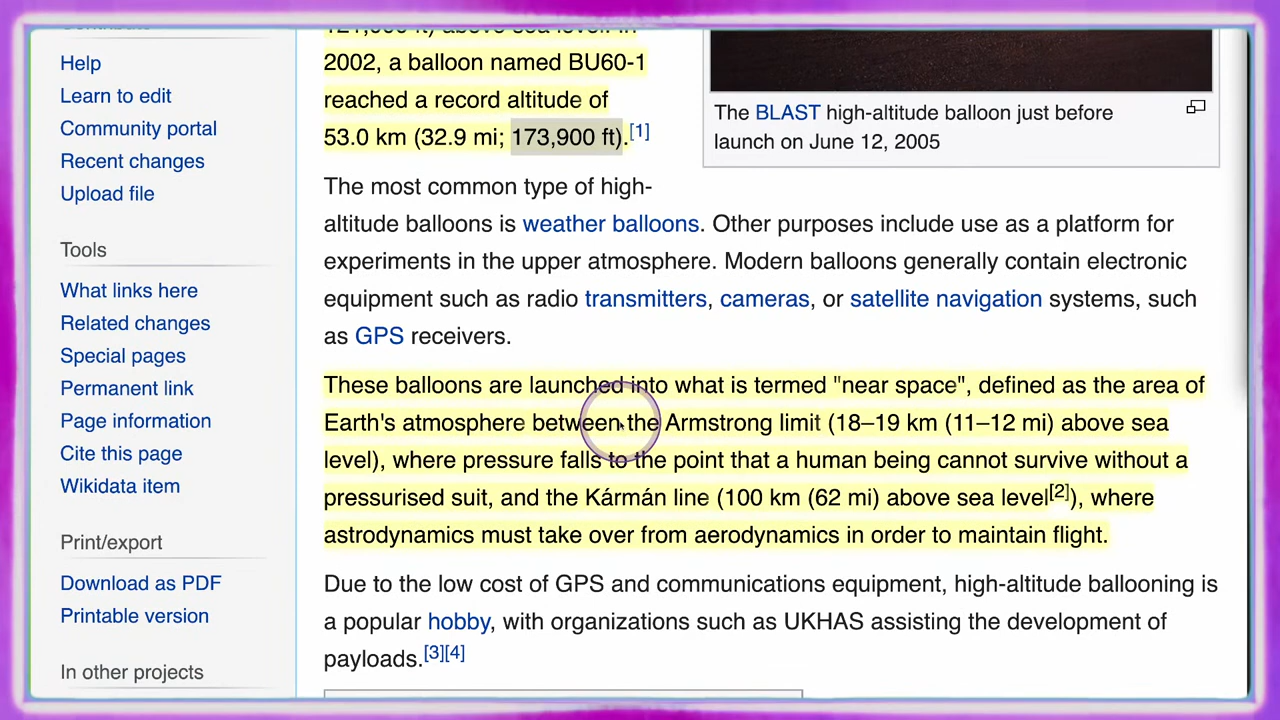 Help
Learn to edit
Community portal
Recent changes
Upload file
Tools
What links here
Related changes
Special pages
Permanent link
Page information
Cite this page
Wikidata item
Print/export
Download as PDF
Printable version
In other projects
2002, a balloon named BU60-1
reached a record altitude of
53.0 km (32.9 mi; 173,900 ft).[1]
The BLAST high-altitude balloon just before
launch on June 12, 2005
The most common type of high-
altitude balloons is weather balloons. Other purposes include use as a platform for
experiments in the upper atmosphere. Modern balloons generally contain electronic
equipment such as radio transmitters, cameras, or satellite navigation systems, such
as GPS receivers.
These balloons are launched into what is termed "near space", defined as the area of
Earth's atmosphere between the Armstrong limit (18–19 km (11–12 mi) above sea
level), where pressure falls to the point that a human being cannot survive without a
pressurised suit, and the Kármán line (100 km (62 mi) above sea level[2]), where
astrodynamics must take over from aerodynamics in order to maintain flight.
Due to the low cost of GPS and communications equipment, high-altitude ballooning is
a popular hobby, with organizations such as UKHAS assisting the development of
payloads.[3][4]